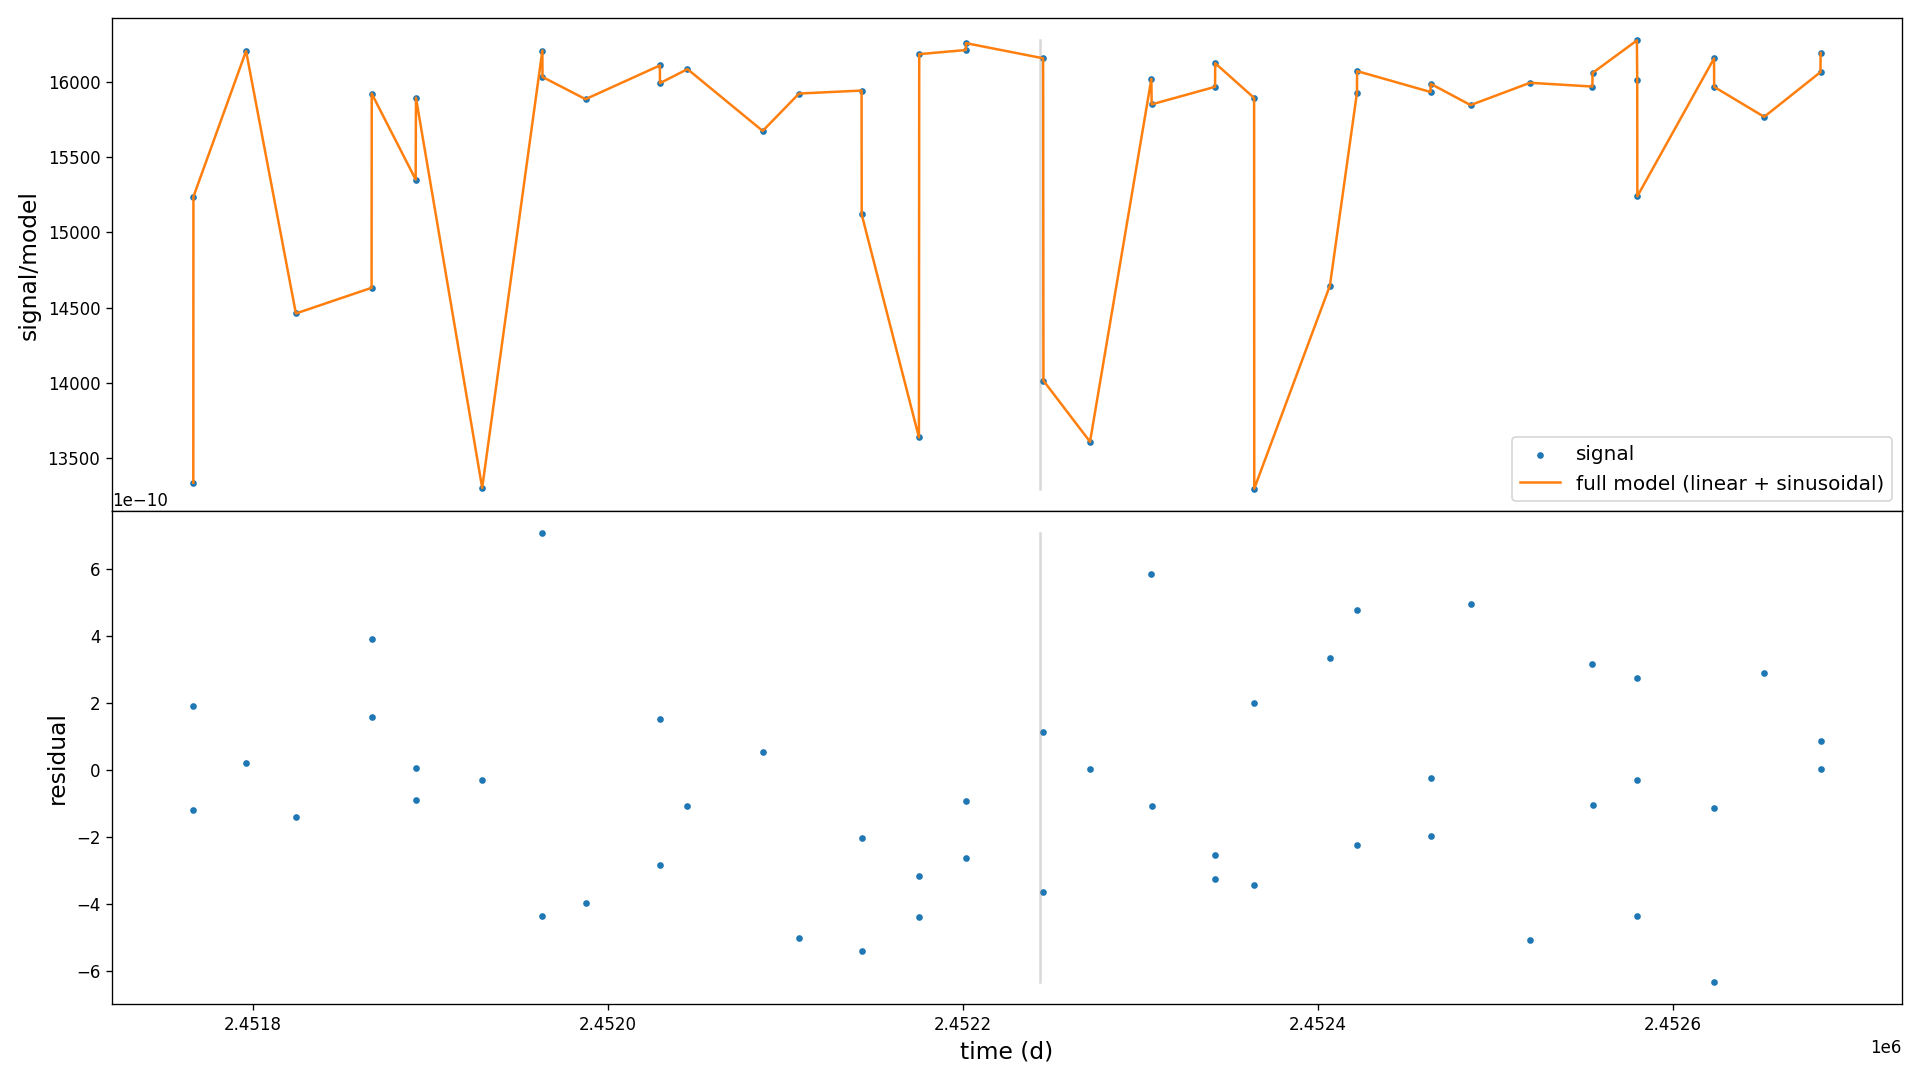 signal/model
16000
15500
15000
14500
14000
13500
signal
full model (linear + sinusoidal)
1e−10
residual
6
4
2
0
−2
−4
−6
2.4518
2.4520
2.4522
2.4524
2.4526
time (d)
1e6